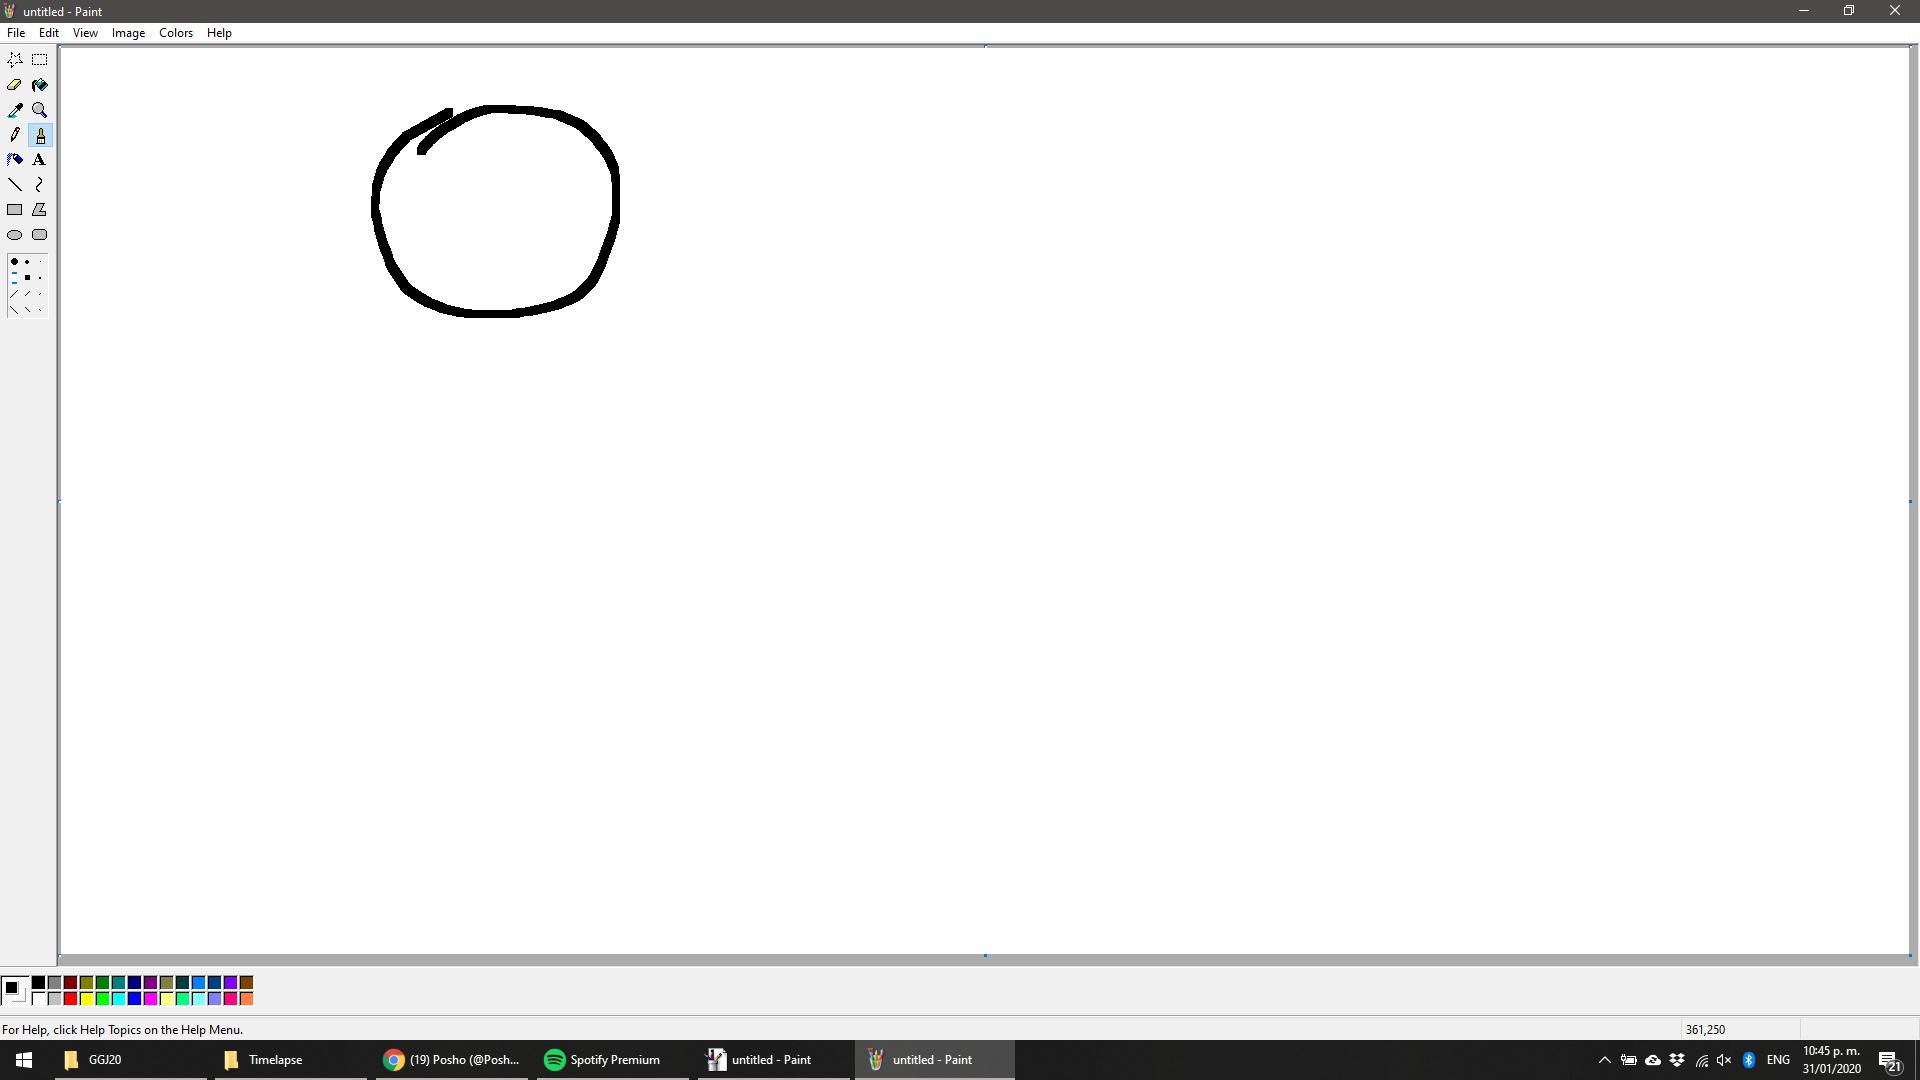 untitled - Paint
File Edit View Image Colors Help
A
For Help, click Help Topics on the Help Menu.
361,250
GGJ20
Timelapse
(19) Posho (@Posh...
Spotify Premium
untitled - Paint
untitled - Paint
ENG
10:45 p. m.
31/01/2020
21